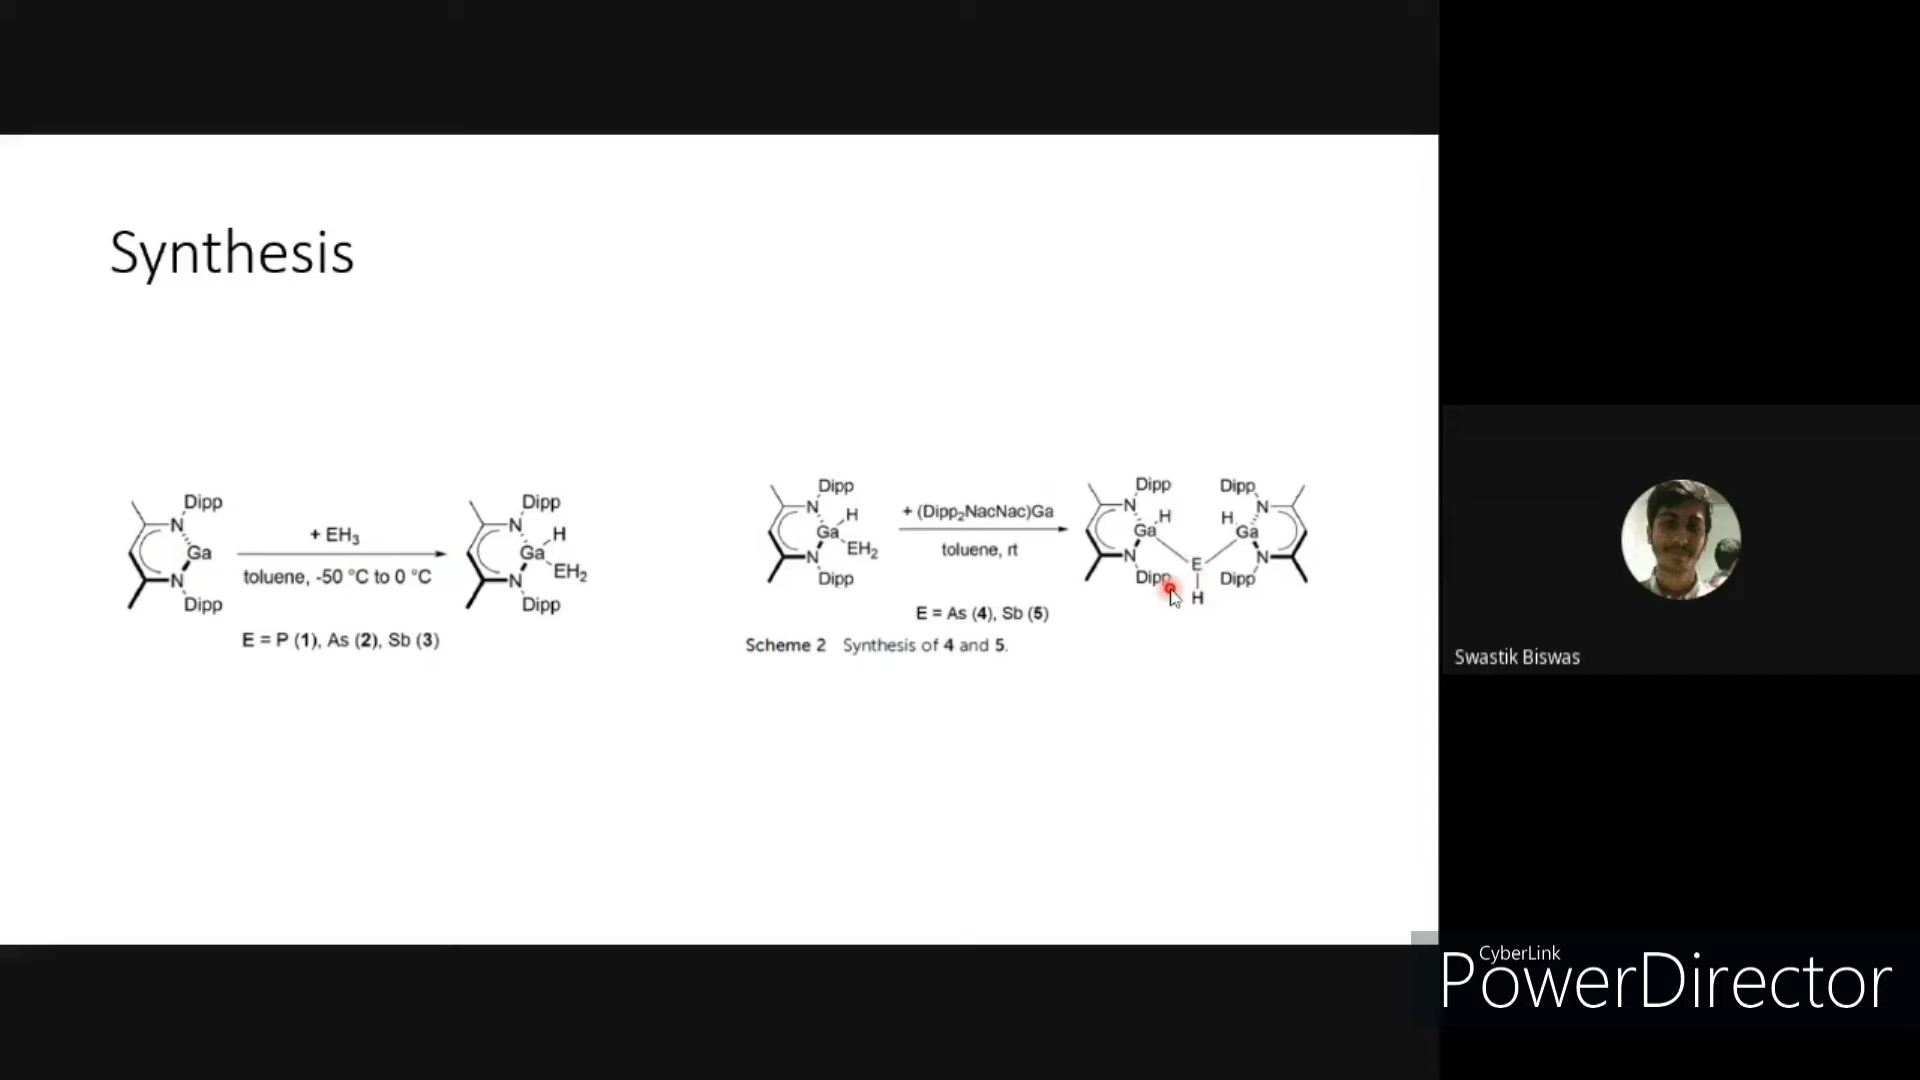 Synthesis
Dipp
N
Ga
N
Dipp
+ EH₃
toluene, -50 °C to 0 °C
Dipp
N
H
Ga
EH₂
N
Dipp
E = P (1), As (2), Sb (3)
Dipp
N
H
Ga
EH₂
N
Dipp
+ (Dipp₂NacNac)Ga
toluene, rt
Dipp
N
H
Ga
N
Dipp
E
H
Dipp
N
H
Ga
N
Dipp
E = As (4), Sb (5)
Scheme 2 Synthesis of 4 and 5.
Swastik Biswas
CyberLink
PowerDirector